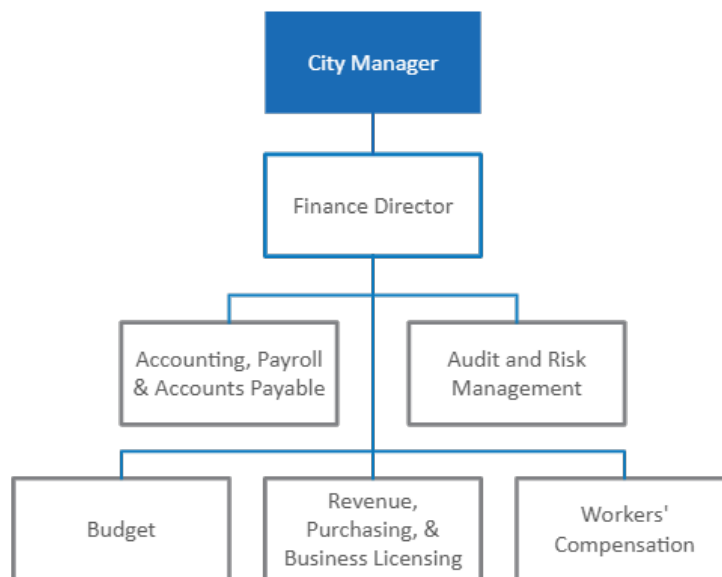 City Manager
Finance Director
Accounting, Payroll
& Accounts Payable
Audit and Risk
Management
Budget
Revenue,
Purchasing, &
Business Licensing
Workers'
Compensation